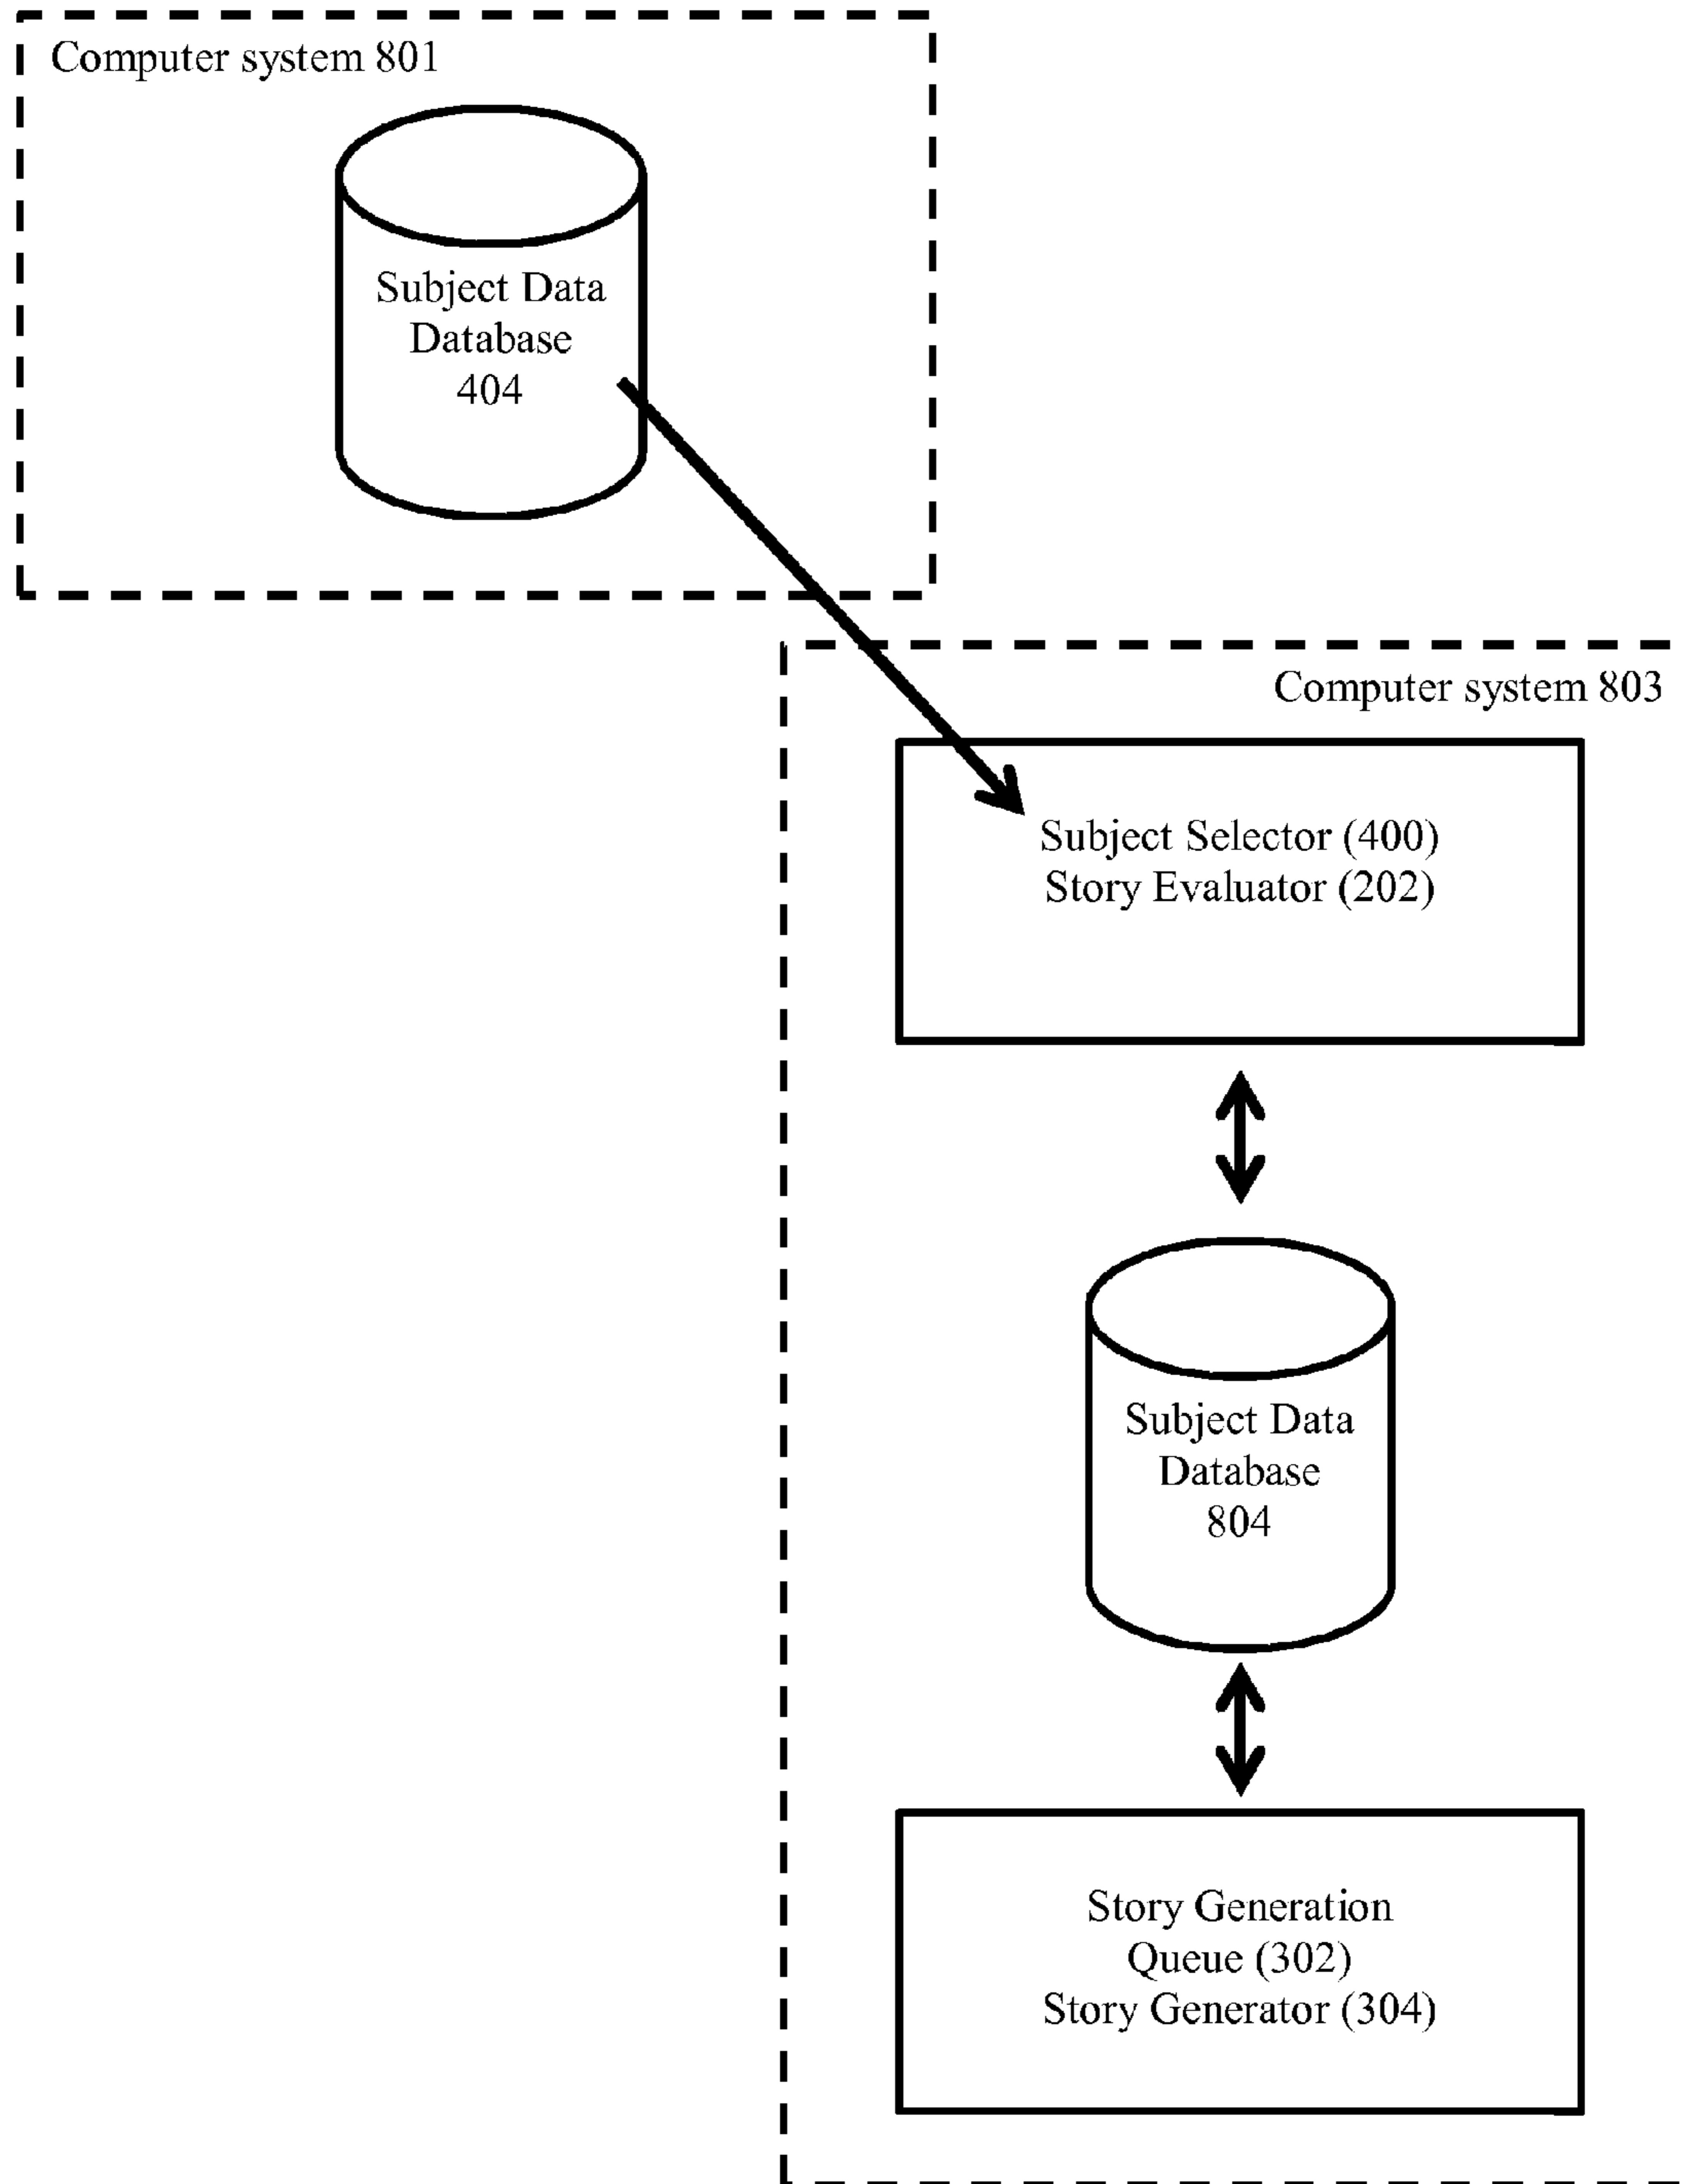 Computer system 801
Subject Data
Database
404
Computer system 803
Subject Selector (400)
Story Evaluator (202)
Subject Data
Database
804
Story Generation
Queue (302)
Story Generator (304)